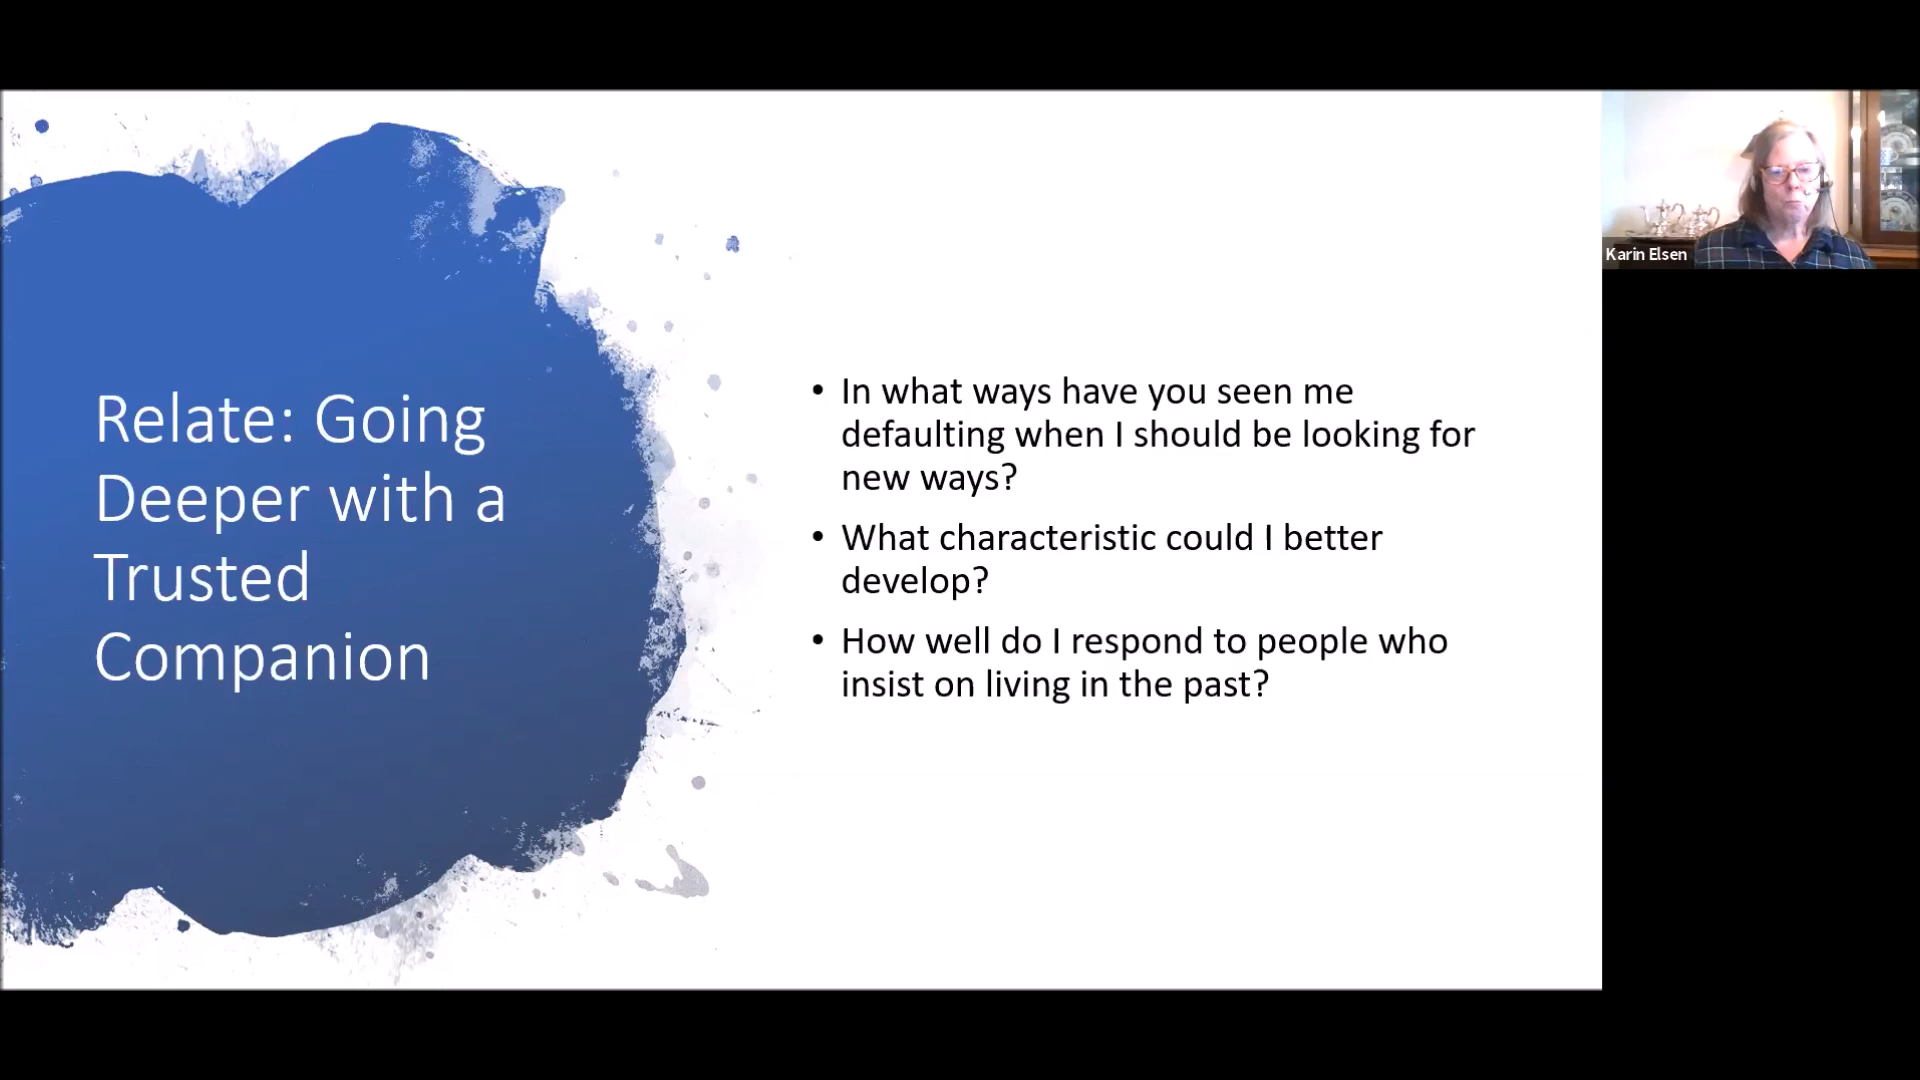 Relate: Going
Deeper with a
Trusted
Companion
• In what ways have you seen me
defaulting when I should be looking for
new ways?
• What characteristic could I better
develop?
• How well do I respond to people who
insist on living in the past?
Karin Elsen